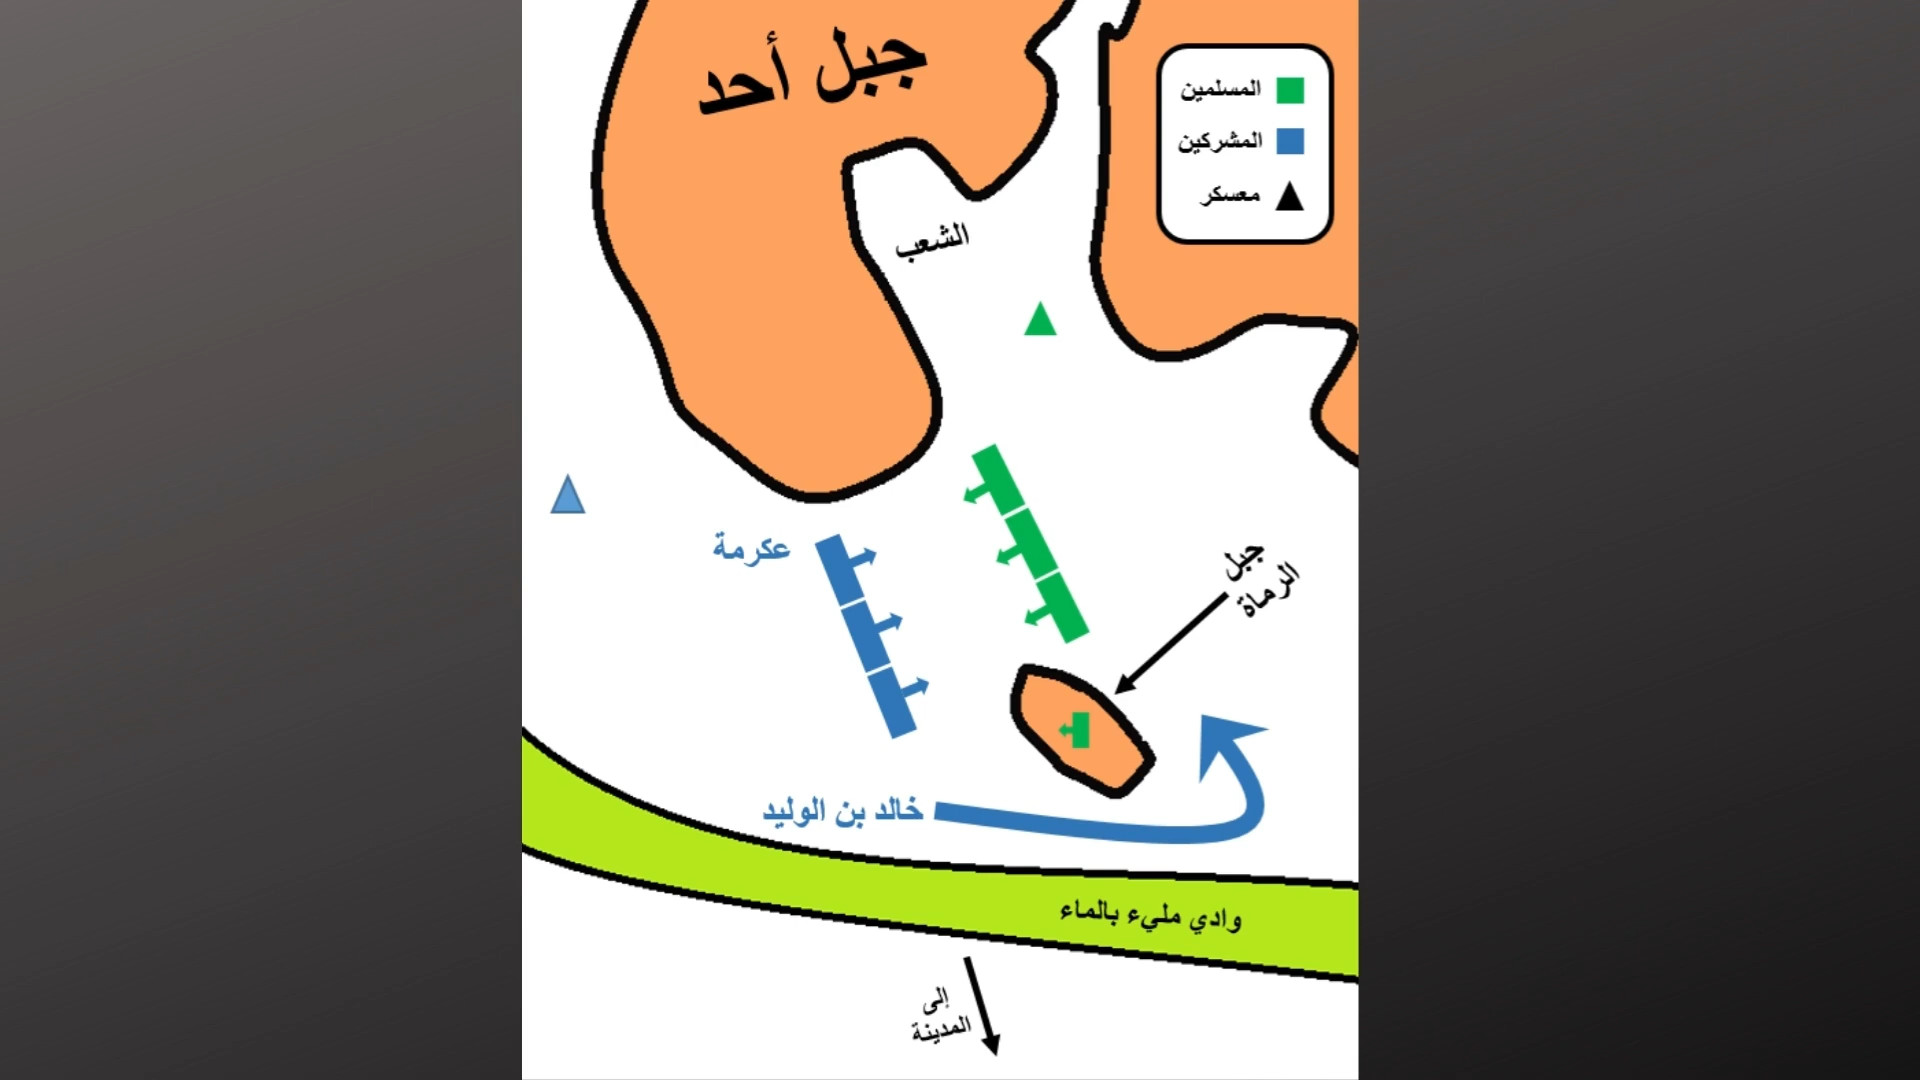 جبل أحد
المسلمين
المشركين
معسكر
الشعب
عكرمة
جبل
الرماة
خالد بن الوليد
وادي مليء بالماء
إلى
المدينة